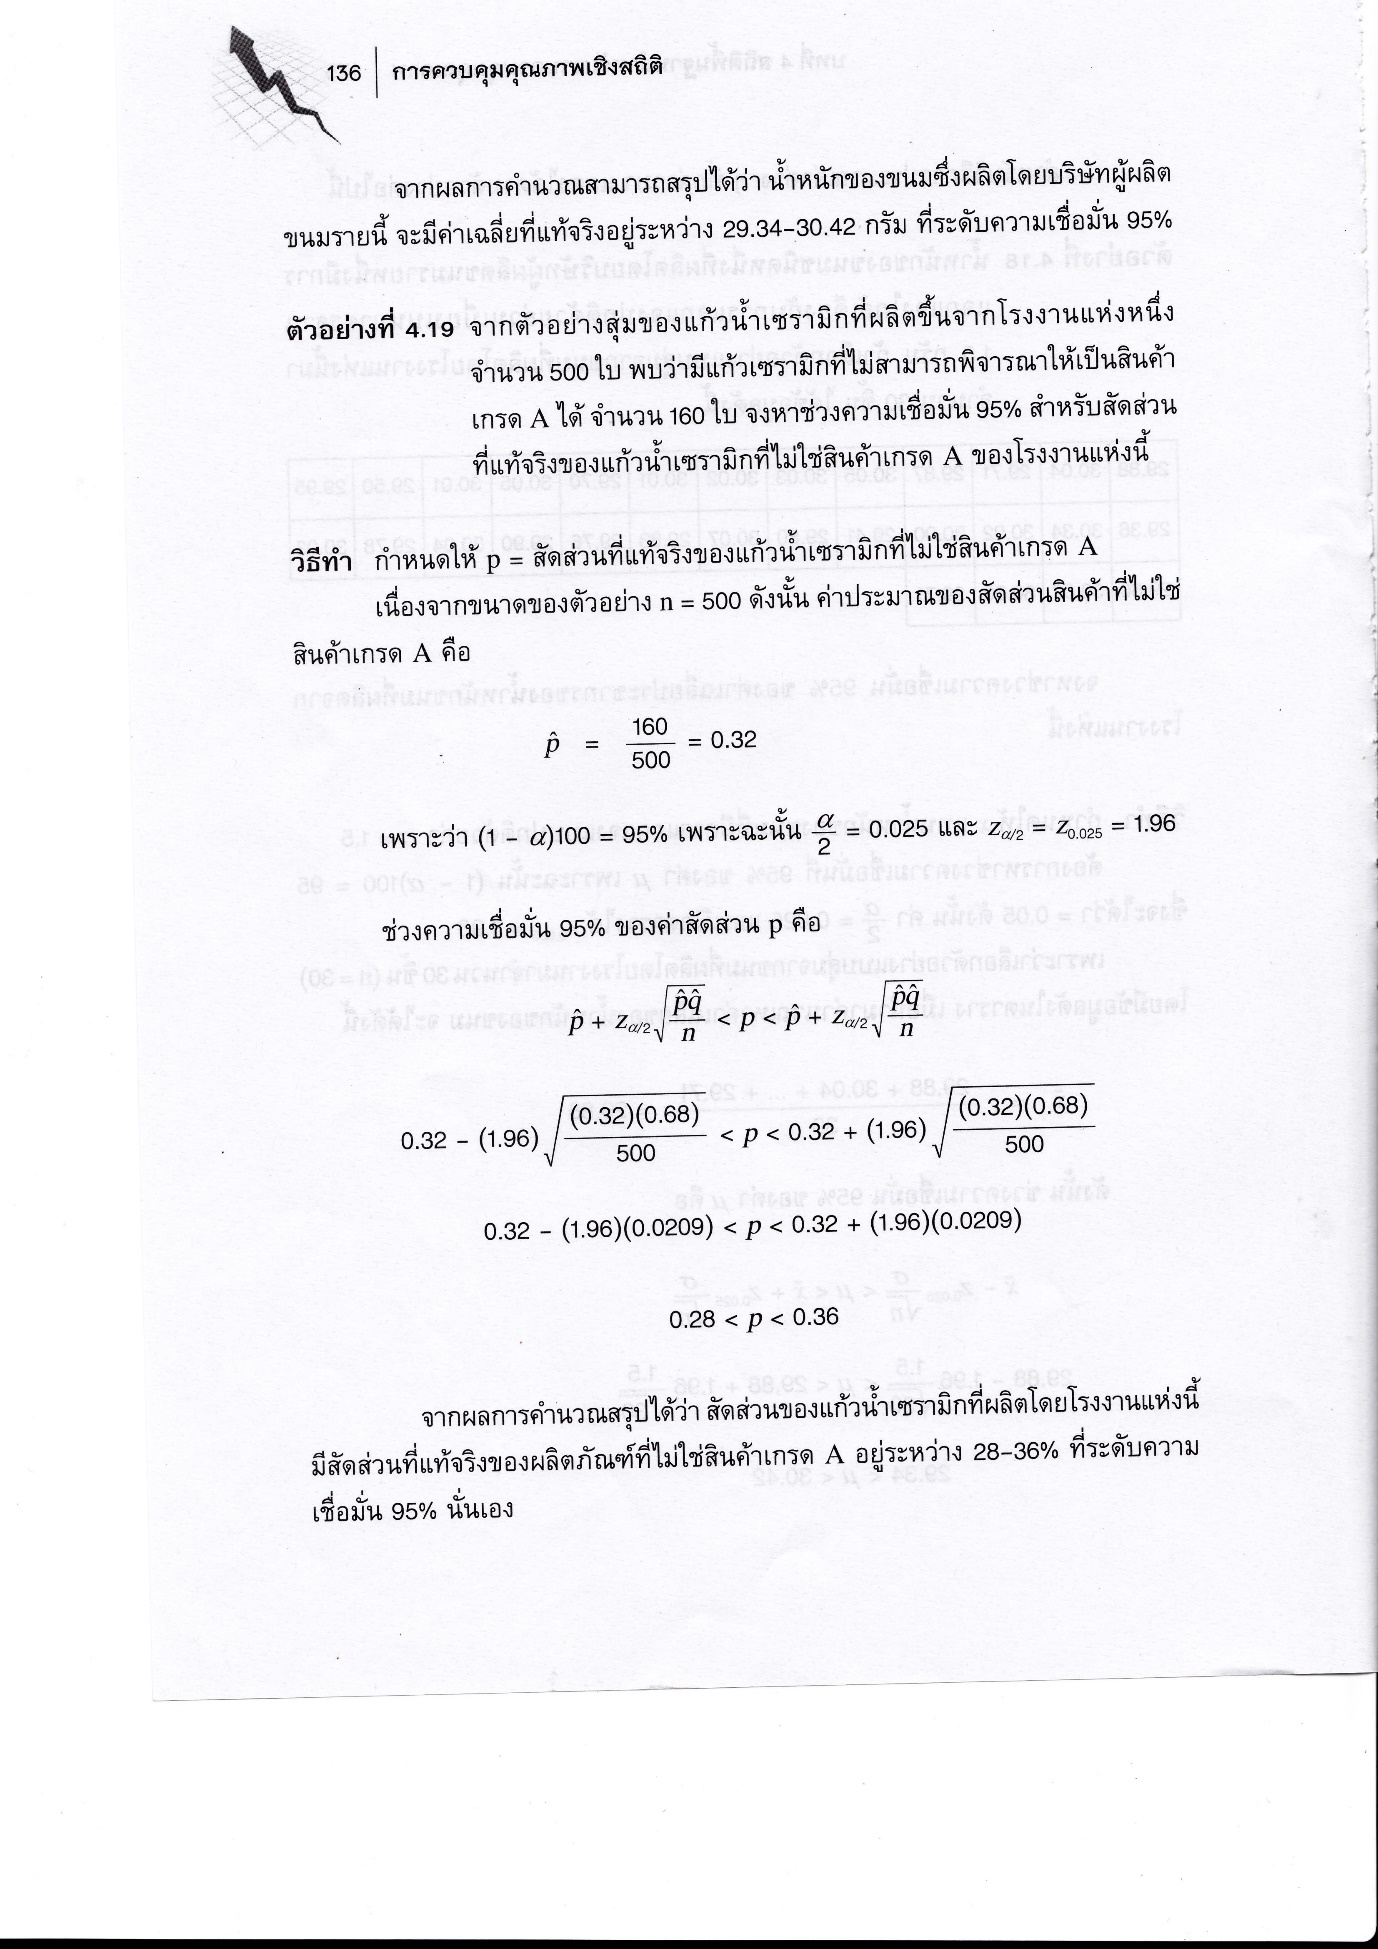 136 การควบคุมคุณภาพเชิงสถิติ
จากผลการคำนวณสามารถสรุปได้ว่า น้ำหนักของขนมซึ่งผลิตโดยบริษัทผู้ผลิต
ขนมรายนี้ จะมีค่าเฉลี่ยที่แท้จริงอยู่ระหว่าง 29.34-30.42 กรัม ที่ระดับความเชื่อมั่น 95%
ตัวอย่างที่ 4.19 จากตัวอย่างสุ่มของแก้วน้ำเซรามิกที่ผลิตขึ้นจากโรงงานแห่งหนึ่ง
จำนวน 500 ใบ พบว่ามีแก้วเซรามิกที่ไม่สามารถพิจารณาให้เป็นสินค้า
เกรด A ได้ จำนวน 160 ใบ จงหาช่วงความเชื่อมั่น 95% สำหรับสัดส่วน
ที่แท้จริงของแก้วน้ำเซรามิกที่ไม่ใช่สินค้าเกรด A ของโรงงานแห่งนี้
วิธีทำ กำหนดให้ p = สัดส่วนที่แท้จริงของแก้วน้ำเซรามิกที่ไม่ใช่สินค้าเกรด A
เนื่องจากขนาดของตัวอย่าง n = 500 ดังนั้น ค่าประมาณของสัดส่วนสินค้าที่ไม่ใช่
สินค้าเกรด A คือ
p̂ = 160/500 = 0.32
เพราะว่า (1 - α)100 = 95% เพราะฉะนั้น α/2 = 0.025 และ z_{α/2} = z_{0.025} = 1.96
ช่วงความเชื่อมั่น 95% ของค่าสัดส่วน p คือ
p̂ + z_{α/2}√(p̂q̂/n) < p < p̂ + z_{α/2}√(p̂q̂/n)
0.32 - (1.96)√((0.32)(0.68)/500) < p < 0.32 + (1.96)√((0.32)(0.68)/500)
0.32 - (1.96)(0.0209) < p < 0.32 + (1.96)(0.0209)
0.28 < p < 0.36
จากผลการคำนวณสรุปได้ว่า สัดส่วนของแก้วน้ำเซรามิกที่ผลิตโดยโรงงานแห่งนี้
มีสัดส่วนที่แท้จริงของผลิตภัณฑ์ที่ไม่ใช่สินค้าเกรด A อยู่ระหว่าง 28-36% ที่ระดับความ
เชื่อมั่น 95% นั่นเอง